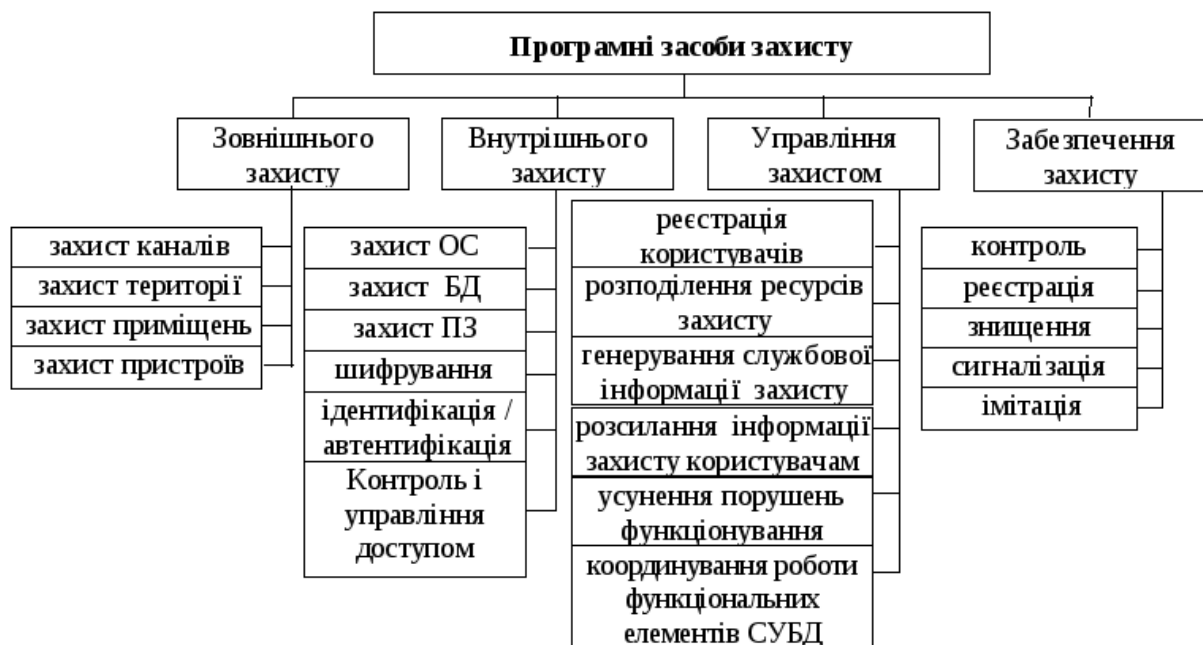 Програмні засоби захисту
Зовнішнього
захисту
Внутрішнього
захисту
Управління
захистом
Забезпечення
захисту
захист каналів
захист території
захист приміщень
захист пристроїв
захист ОС
захист БД
захист ПЗ
шифрування
ідентифікація /
автентифікація
Контроль і
управління
доступом
реєстрація
користувачів
розподілення ресурсів
захисту
генерування службової
інформації захисту
розсилання інформації
захисту користувачам
усунення порушень
функціонування
координування роботи
функціональних
елементів СУБД
контроль
реєстрація
знищення
сигналізація
імітація